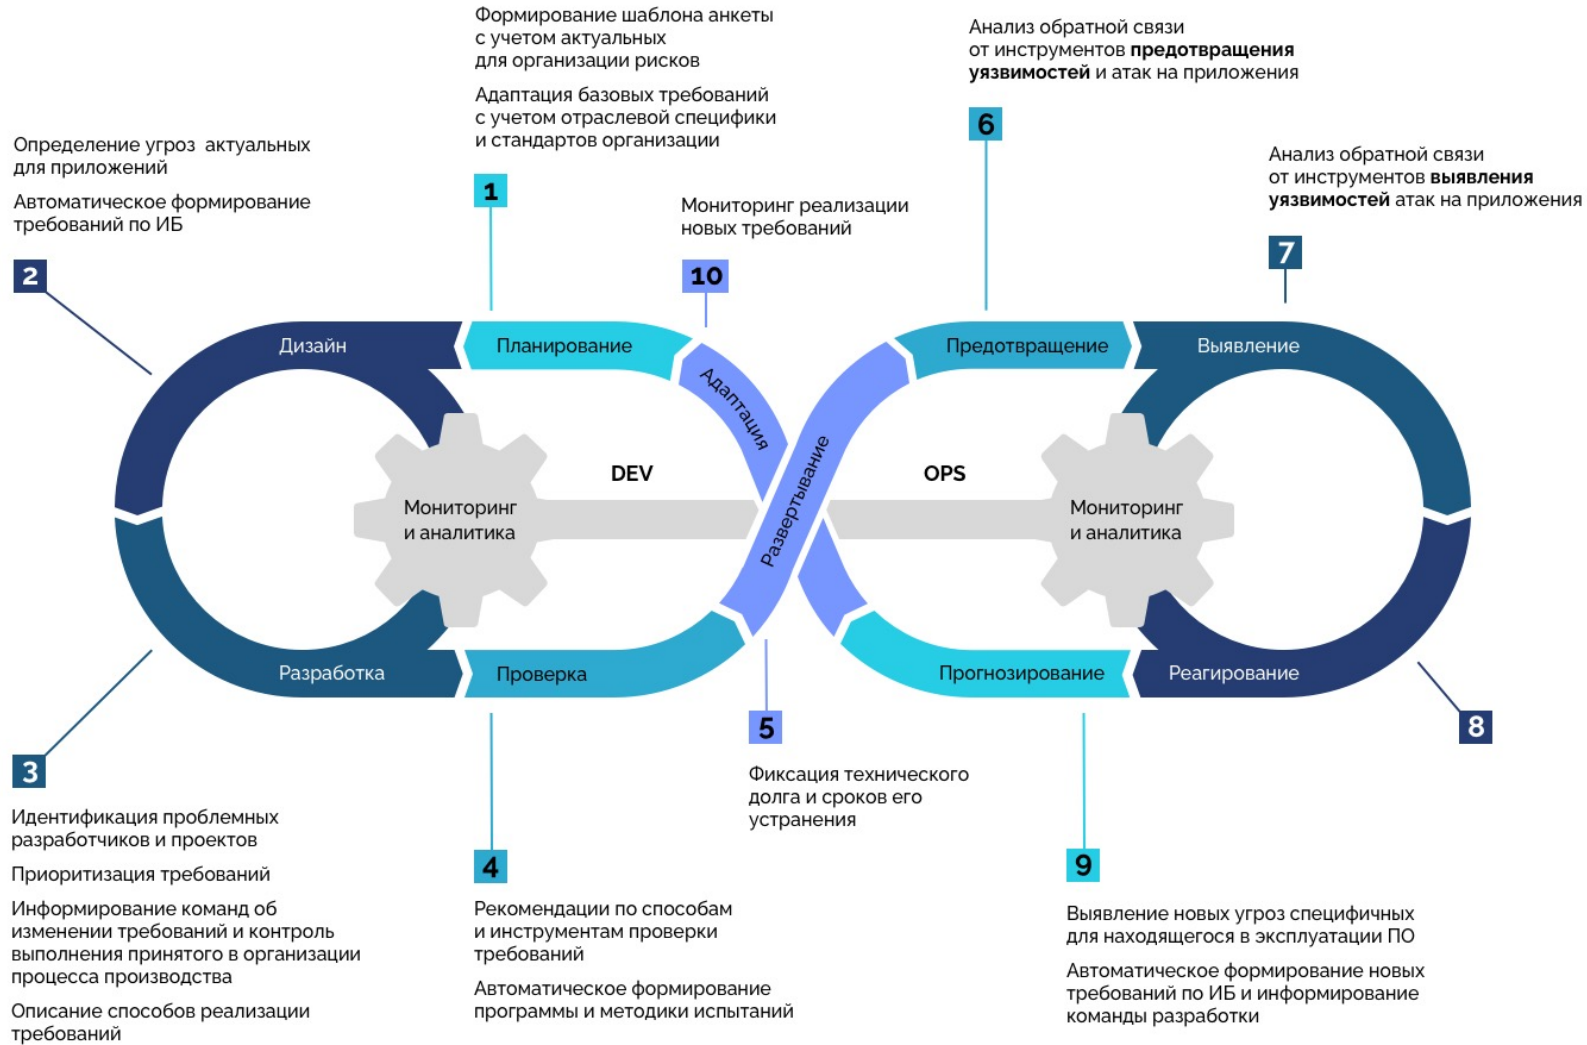 Формирование шаблона анкеты
с учетом актуальных
для организации рисков
Адаптация базовых требований
с учетом отраслевой специфики
и стандартов организации
1
Определение угроз актуальных
для приложений
Автоматическое формирование
требований по ИБ
2
Мониторинг реализации
новых требований
10
Анализ обратной связи
от инструментов предотвращения
уязвимостей и атак на приложения
6
Анализ обратной связи
от инструментов выявления
уязвимостей атак на приложения
7
Дизайн
Планирование
Адаптация
Развертывание
Предотвращение
Выявление
DEV
OPS
Мониторинг
и аналитика
Мониторинг
и аналитика
Разработка
Проверка
Прогнозирование
Реагирование
3
Идентификация проблемных
разработчиков и проектов
Приоритизация требований
Информирование команд об
изменении требований и контроль
выполнения принятого в организации
процесса производства
Описание способов реализации
требований
4
Рекомендации по способам
и инструментам проверки
требований
Автоматическое формирование
программы и методики испытаний
5
Фиксация технического
долга и сроков его
устранения
8
9
Выявление новых угроз специфичных
для находящегося в эксплуатации ПО
Автоматическое формирование новых
требований по ИБ и информирование
команды разработки